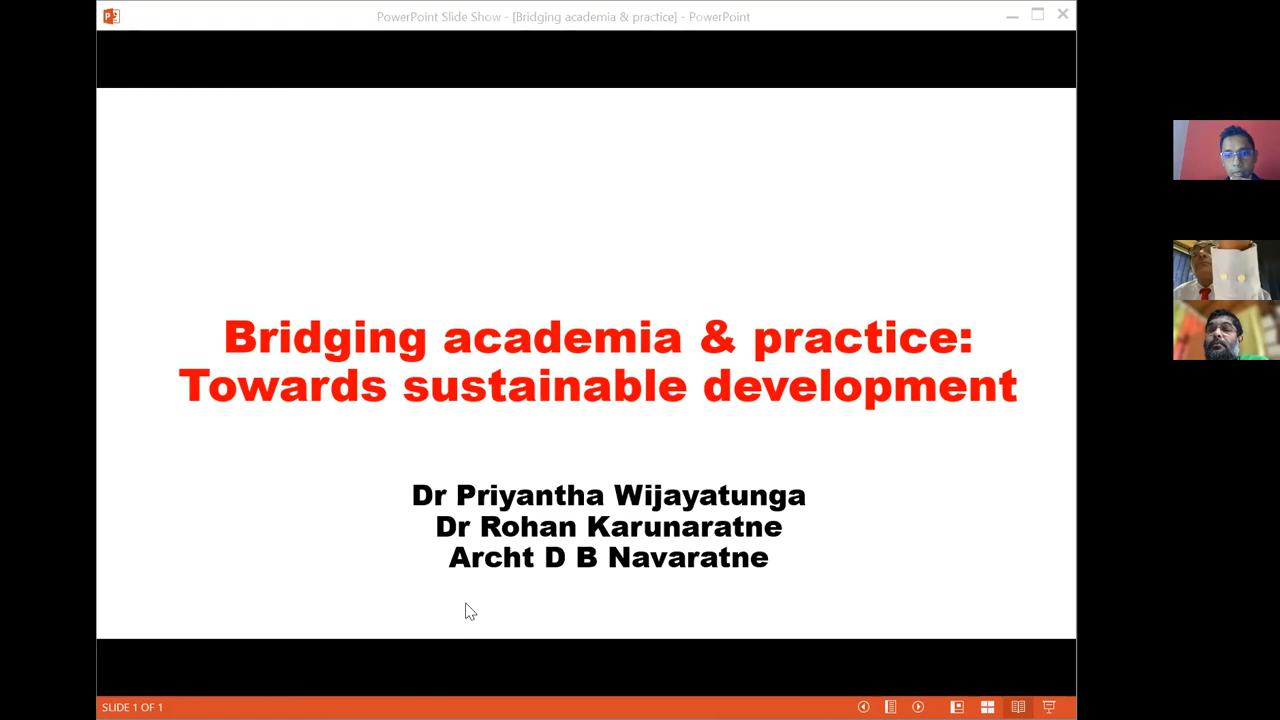 PowerPoint Slide Show - [Bridging academia & practice] - PowerPoint
Bridging academia & practice:
Towards sustainable development
Dr Priyantha Wijayatunga
Dr Rohan Karunaratne
Archt D B Navaratne
SLIDE 1 OF 1